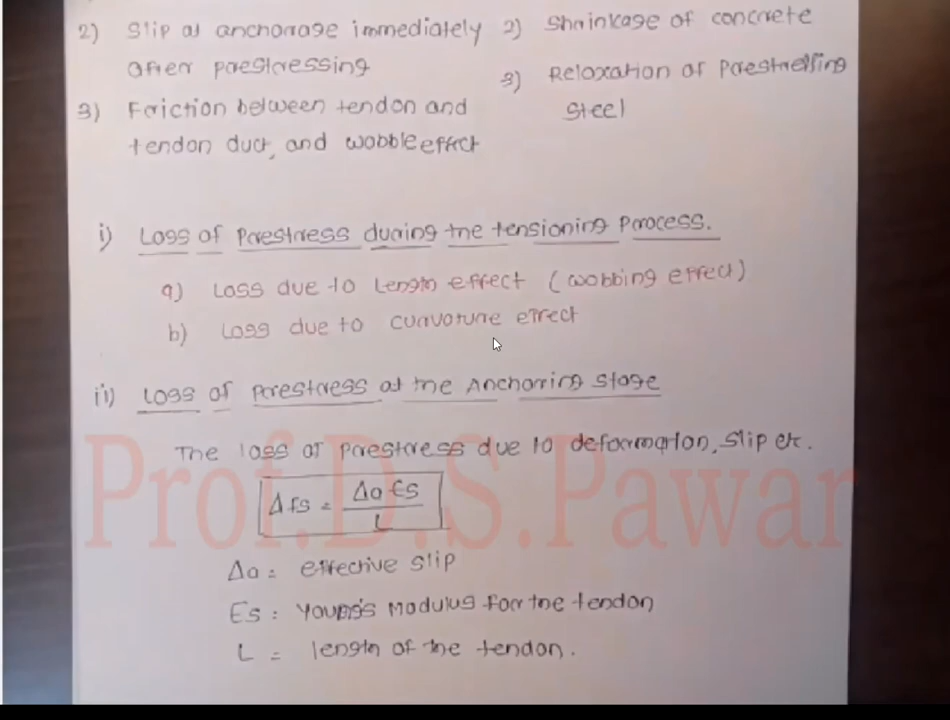 2) Slip at anchorage immediately
after prestressing
3) Friction between tendon and
tendon duct, and wobble effect
2) Shrinkage of concrete
3) Relaxation of Prestressing
Steel
i) Loss of Prestress during the tensioning Process.
a) Loss due to Length effect (wobbing effect)
b) Loss due to curvature effect
ii) Loss of prestress at the Anchoring stage
The loss of prestress due to deformation, slip etc.
Δfs = Δa Es / L
Δa = effective slip
Es = Young's Modulus for the tendon
L = length of the tendon.
Prof.D.S.Pawar